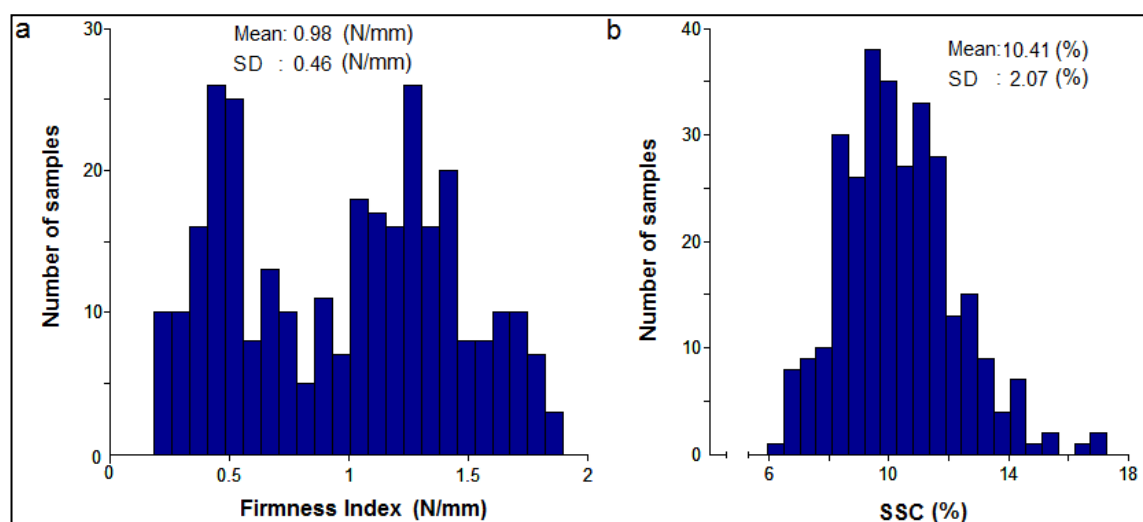 a
Mean: 0.98 (N/mm)
SD : 0.46 (N/mm)
Number of samples
30
20
10
0
0 0.5 1 1.5 2
Firmness Index (N/mm)
b
Mean:10.41 (%)
SD : 2.07 (%)
Number of samples
40
30
20
10
0
6 10 14 18
SSC (%)